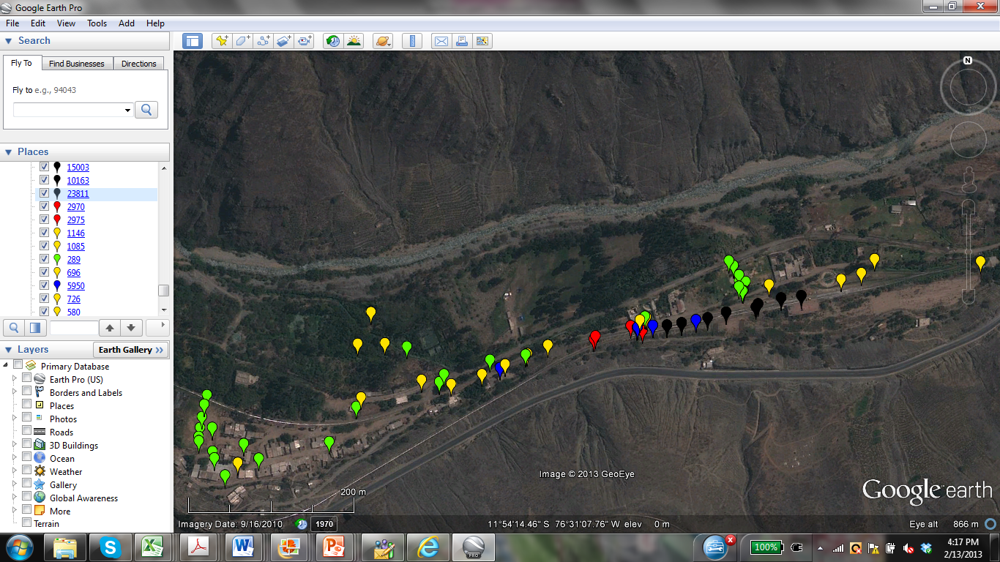 Google Earth Pro
File Edit View Tools Add Help
Search
Fly To Find Businesses Directions
Fly to e.g., 94043
Places
15003
10163
23811
2970
2975
1146
1085
289
696
5950
726
580
Layers Earth Gallery >>
Primary Database
Earth Pro (US)
Borders and Labels
Places
Photos
Roads
3D Buildings
Ocean
Weather
Gallery
Global Awareness
More
Terrain
N
200 m
Image © 2013 GeoEye
Google earth
Imagery Date: 9/16/2010 1970 11°54'14.46" S 76°31'07.76" W elev 0 m Eye alt 866 m
PRO
100%
4:17 PM
2/13/2013